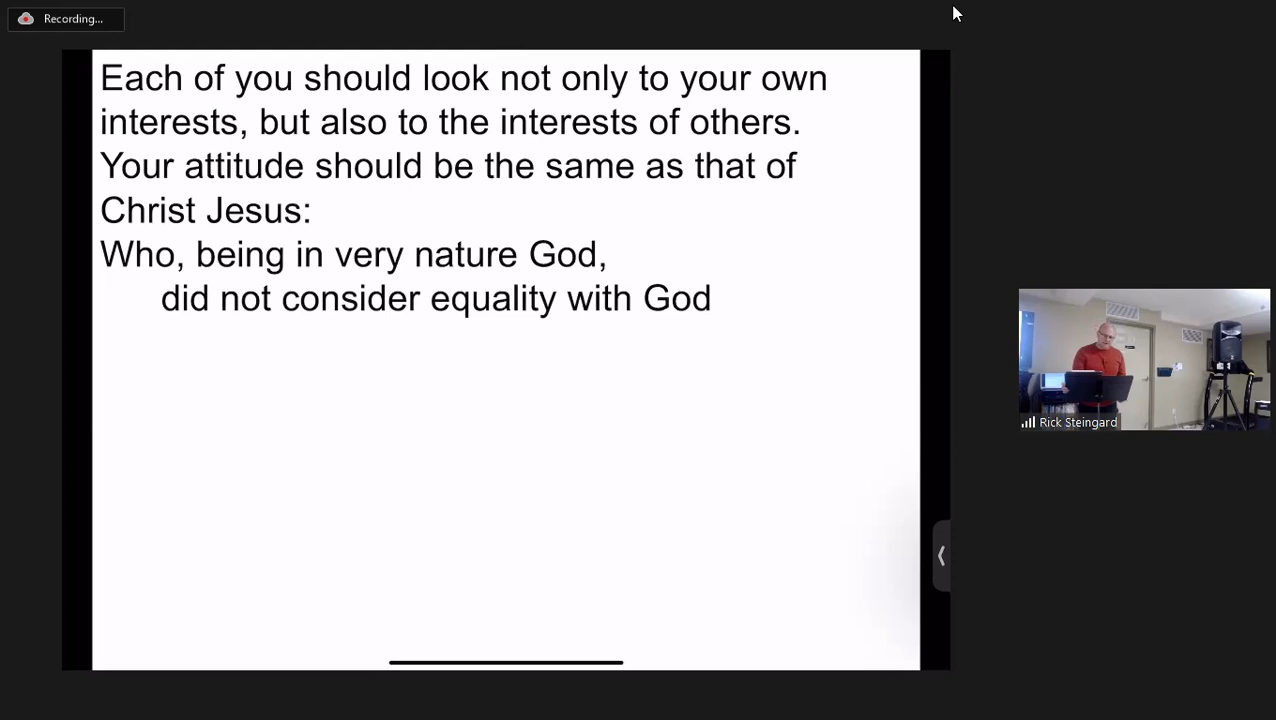 Recording...
Each of you should look not only to your own
interests, but also to the interests of others.
Your attitude should be the same as that of
Christ Jesus:
Who, being in very nature God,
did not consider equality with God
Rick Steingard